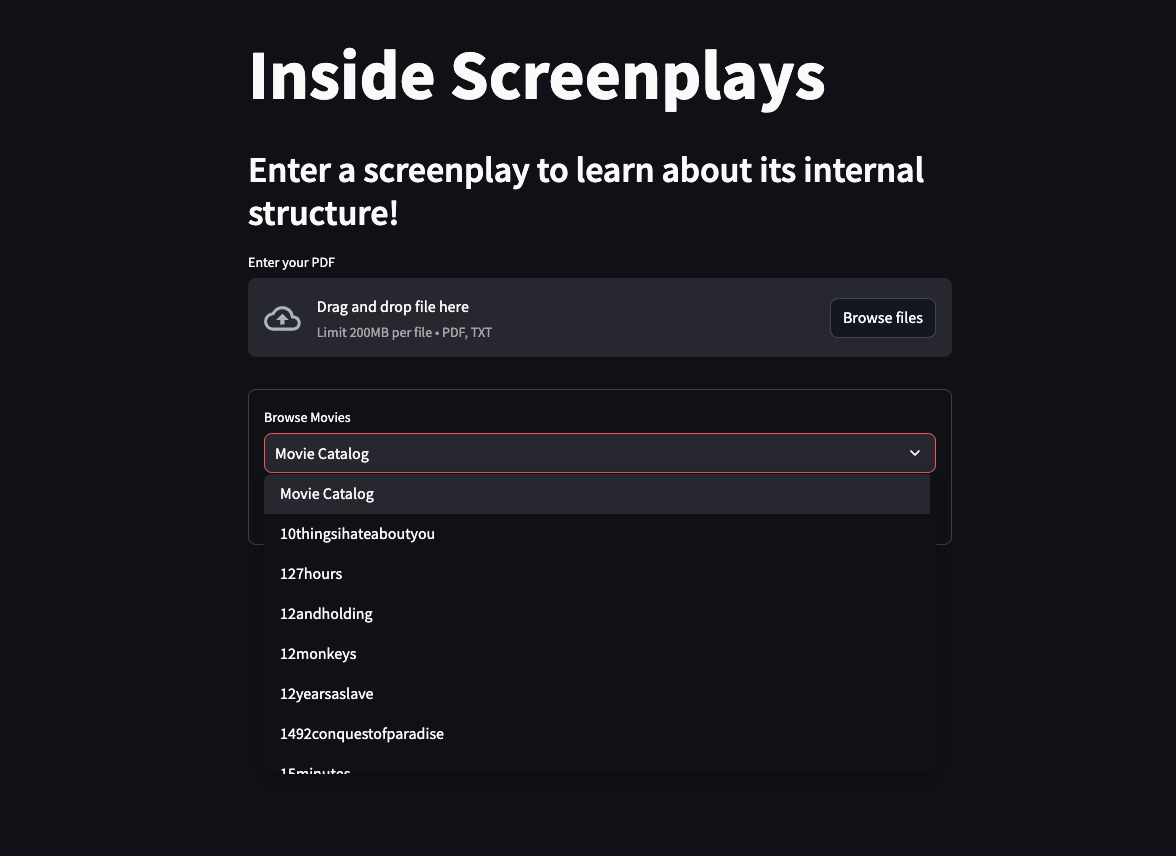 Inside Screenplays
Enter a screenplay to learn about its internal
structure!
Enter your PDF
Drag and drop file here
Limit 200MB per file • PDF, TXT
Browse files
Browse Movies
Movie Catalog
Movie Catalog
10thingsihateaboutyou
127hours
12andholding
12monkeys
12yearsaslave
1492conquestofparadise
15minutes